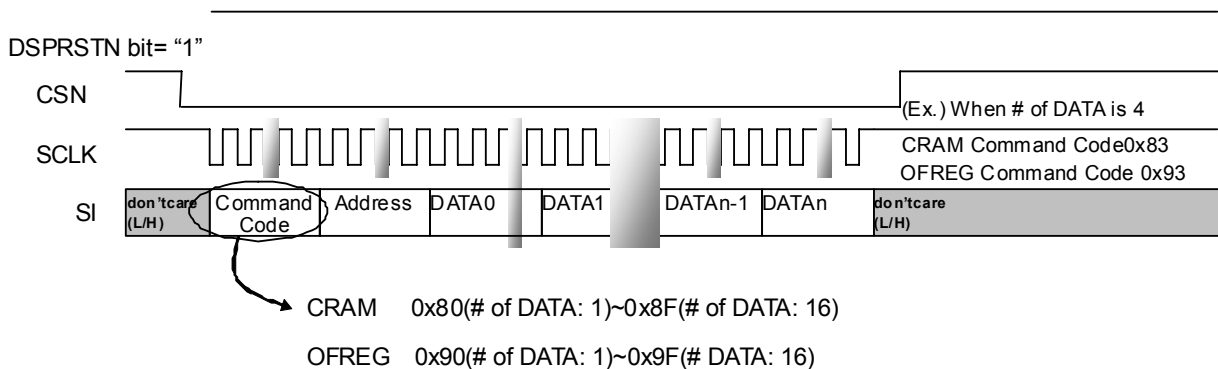 DSPRSTN bit= “1”
CSN
(Ex.) When # of DATA is 4
SCLK
CRAM Command Code0x83
OFREG Command Code 0x93
SI
don'tcare
(L/H)
Command
Code
Address
DATA0
DATA1
DATAn-1
DATAn
don'tcare
(L/H)
CRAM 0x80(# of DATA: 1)~0x8F(# of DATA: 16)
OFREG 0x90(# of DATA: 1)~0x9F(# DATA: 16)